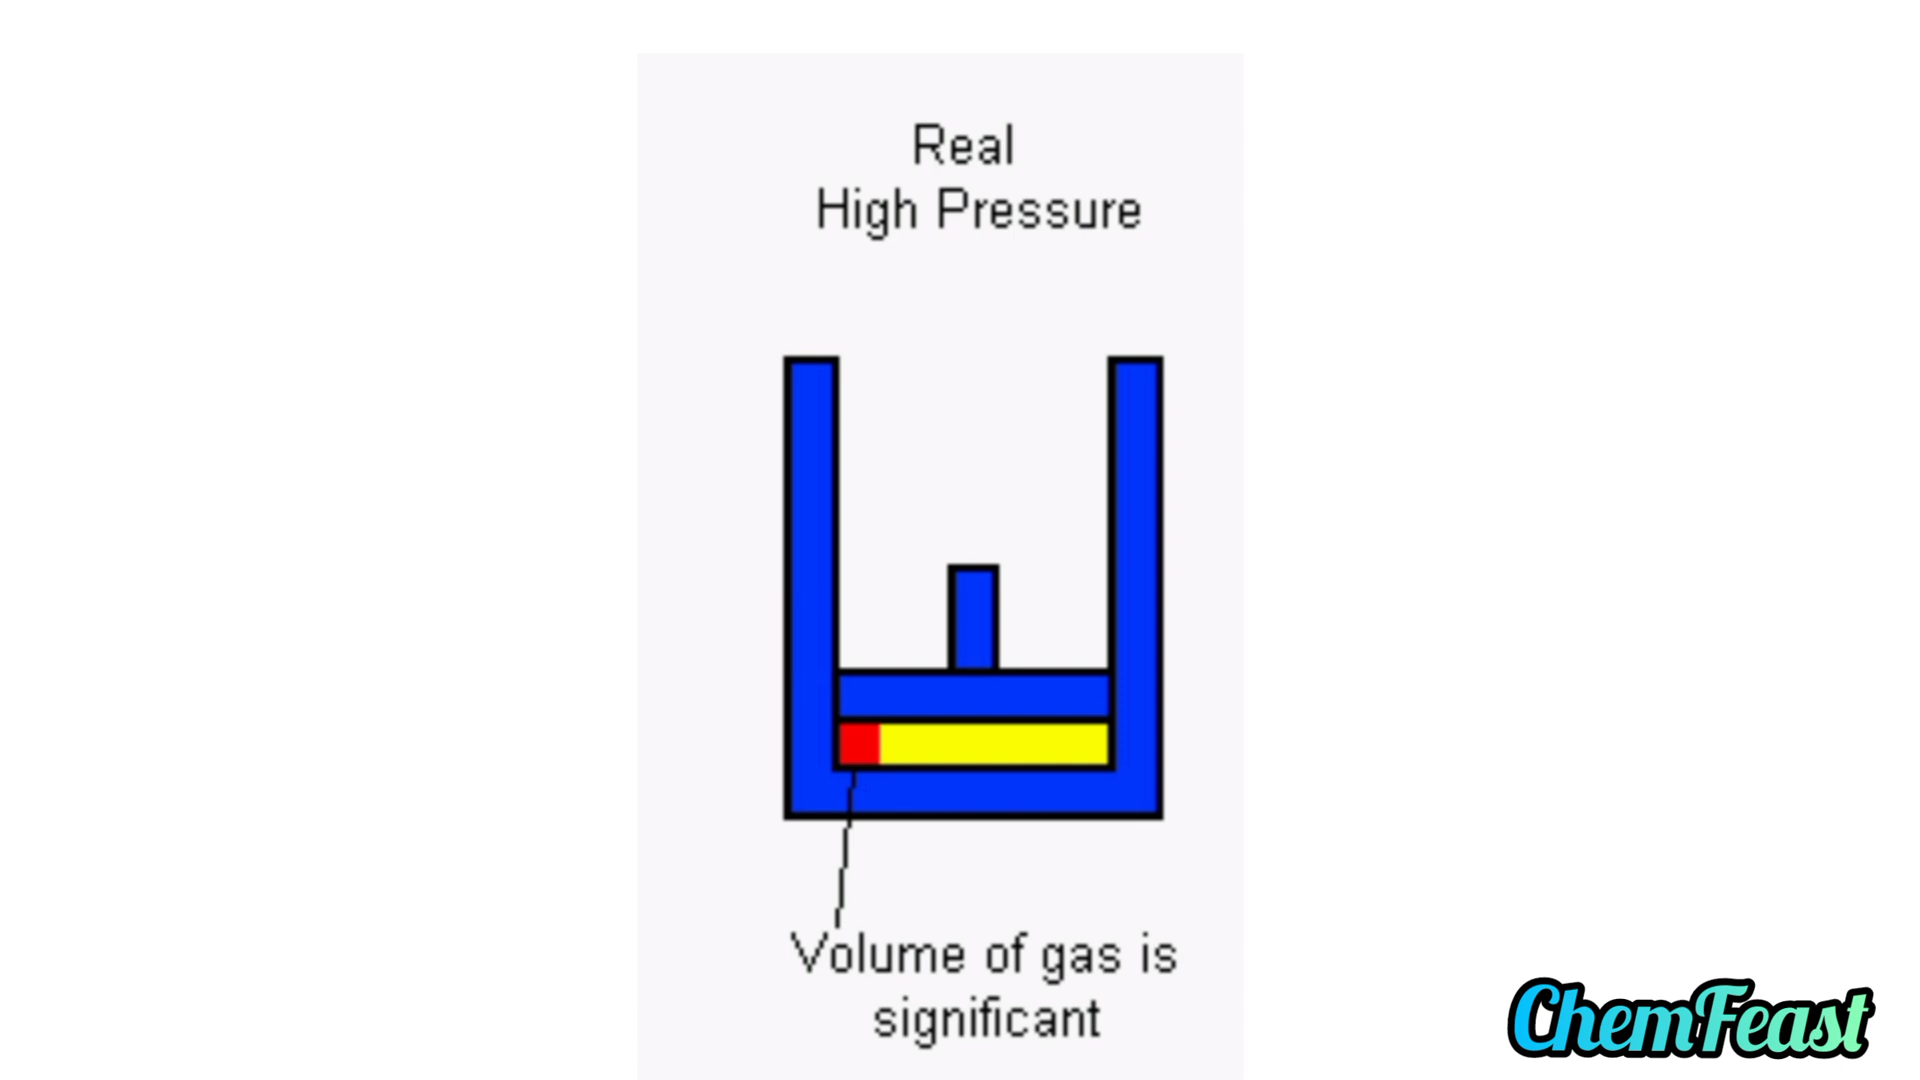 Real
High Pressure
Volume of gas is
significant
ChemFeast